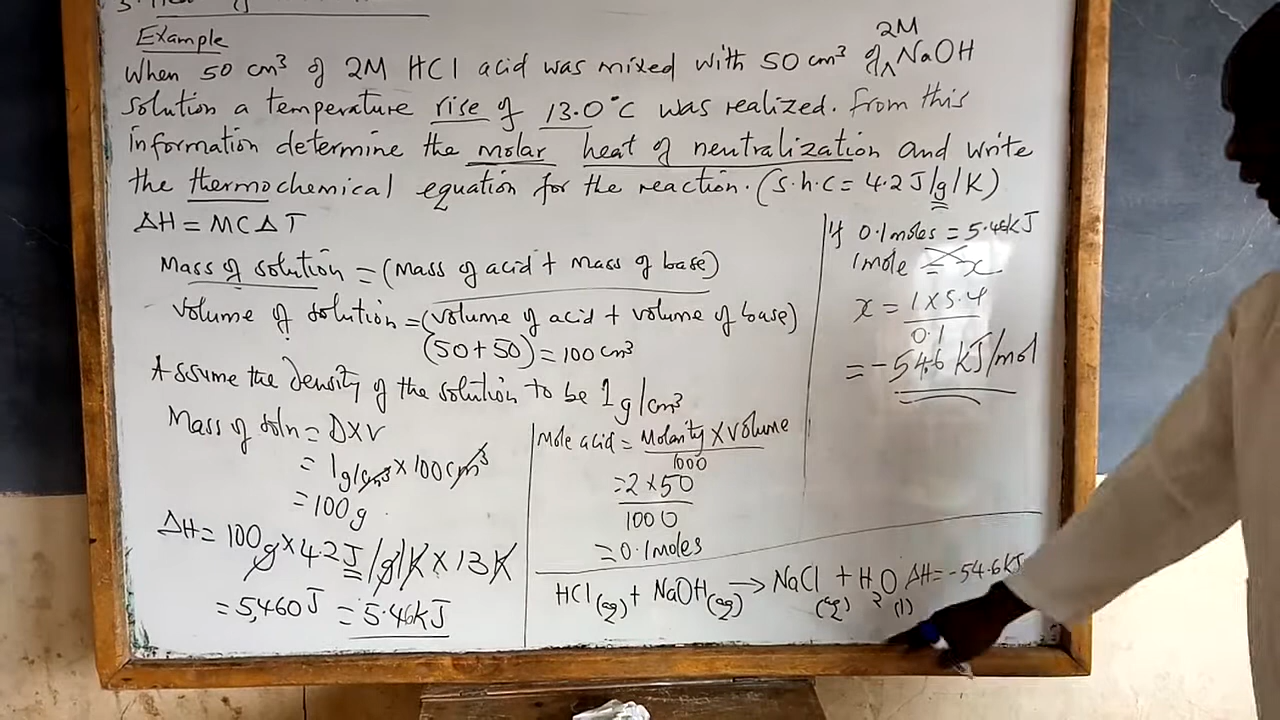 Example
When 50 cm³ of 2M HCl acid was mixed with 50 cm³ of 2M NaOH
solution a temperature rise of 13.0°C was realized. From this
information determine the molar heat of neutralization and write
the thermochemical equation for the reaction. (S.h.c = 4.2 J/g/K)
ΔH = MCΔT
Mass of solution = (Mass of acid + Mass of base)
Volume of solution = (Volume of acid + volume of base)
(50+50) = 100 cm³
Assume the Density of the solution to be 1g/cm³
Mass of soln = D×V
= 1g/cm³ × 100cm³
= 100g
ΔH = 100g × 4.2 J/g/K × 13K
= 5,460 J = 5.46kJ
Mole acid = Molarity × Volume
1000
= 2 × 50
1000
= 0.1moles
If 0.1moles = 5.46kJ
1mole = x
x = 1 × 5.4
0.1
= -54.6 kJ/mol
HCl(aq) + NaOH(aq) → NaCl(aq) + H₂O(l) ΔH = -54.6KJ